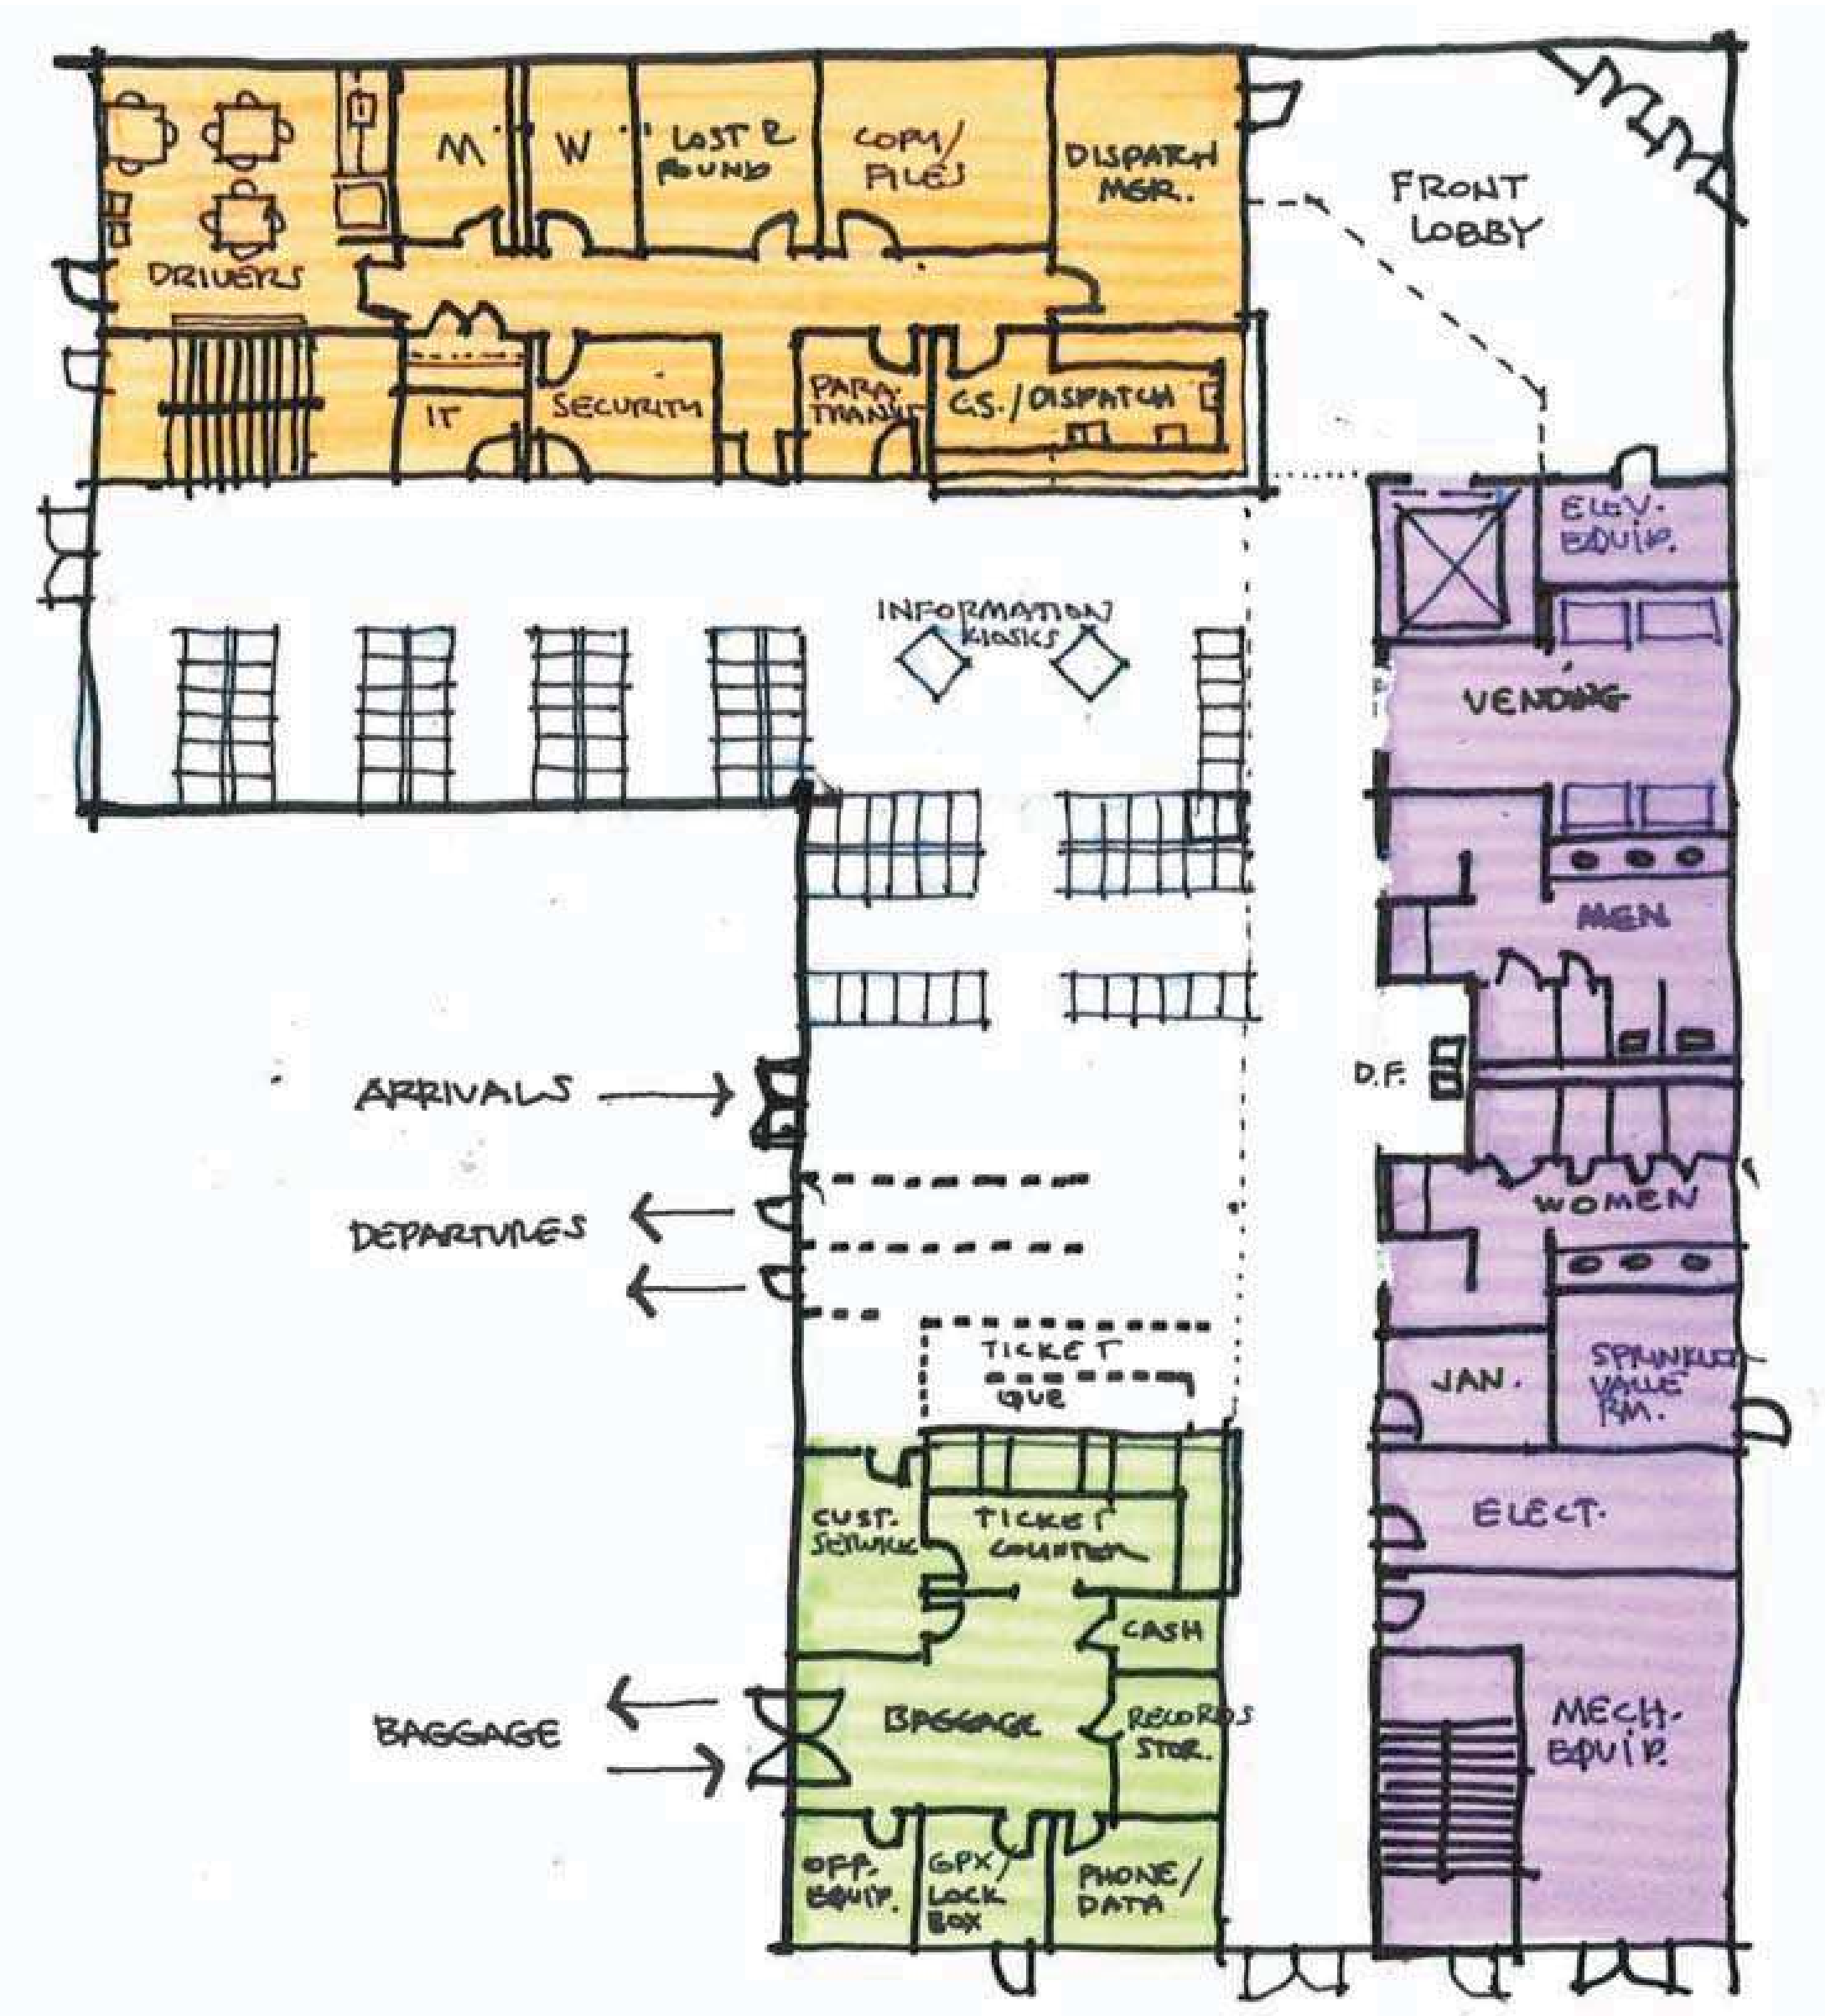 M
W
LOST &
FOUND
COPY/
FILES
DISPATCH
MGR.
FRONT
LOBBY
DRIVERS
IT
SECURITY
PARA-
TRANSIT
C.S./DISPATCH
ELEV.
EQUIP.
INFORMATION
KIOSKS
VENDING
MEN
D.F.
ARRIVALS
DEPARTURES
WOMEN
TICKET
QUE
JAN.
SPRINKLER
VALVE
RM.
CUST.
SERVICE
TICKET
COUNTER
ELECT.
CASH
BAGGAGE
BAGGAGE
RECORDS
STOR.
MECH.
EQUIP.
OFF.
EQUIP.
GPX/
LOCK
BOX
PHONE/
DATA